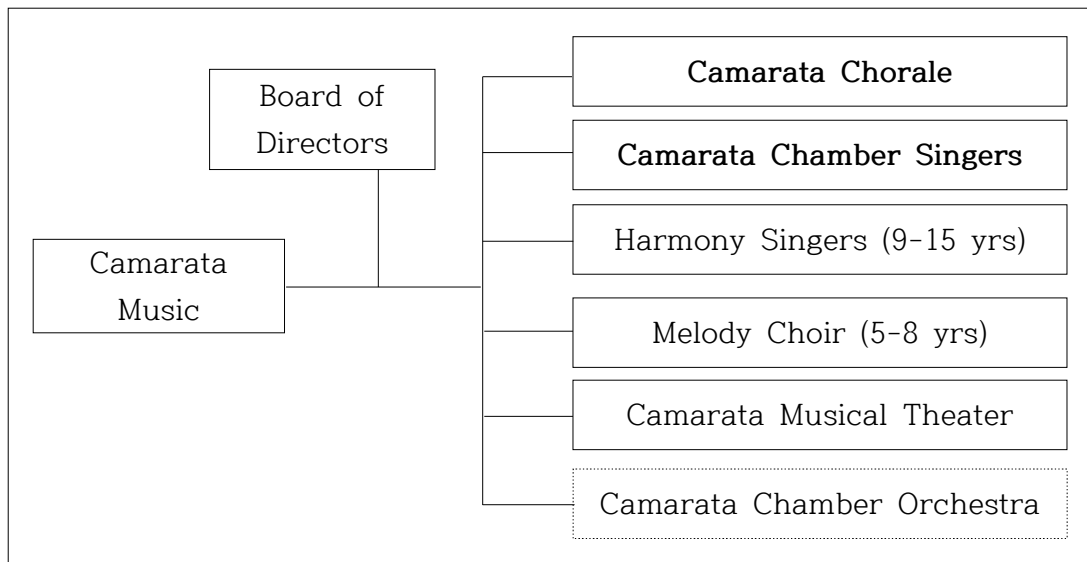 Board of
Directors
Camarata
Music
Camarata Chorale
Camarata Chamber Singers
Harmony Singers (9-15 yrs)
Melody Choir (5-8 yrs)
Camarata Musical Theater
Camarata Chamber Orchestra